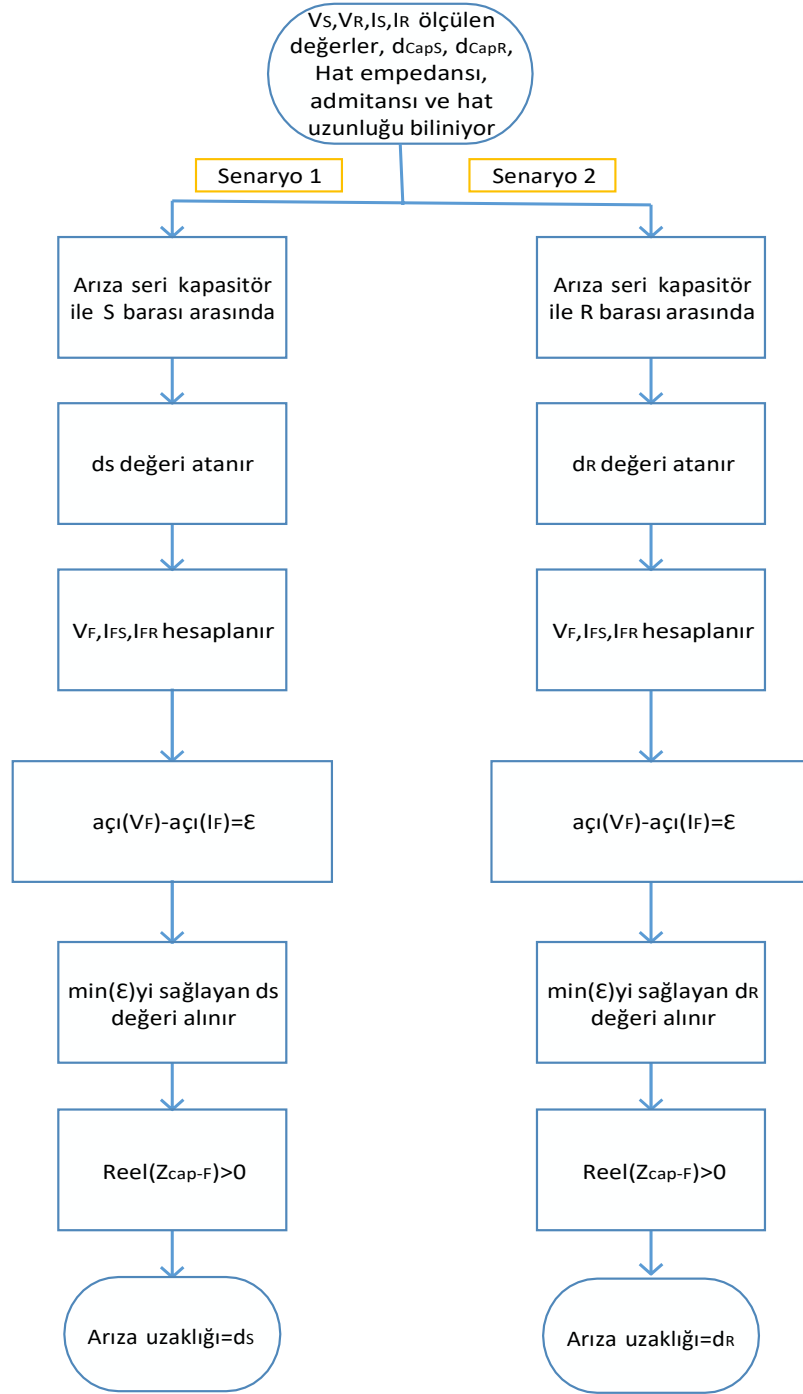 VS,VR,IS,IR ölçülen
değerler, dCapS, dCapR,
Hat empedansı,
admitansı ve hat
uzunluğu biliniyor
Senaryo 1
Senaryo 2
Arıza seri kapasitör
ile S barası arasında
Arıza seri kapasitör
ile R barası arasında
dS değeri atanır
dR değeri atanır
VF,IFS,IFR hesaplanır
VF,IFS,IFR hesaplanır
açı(VF)-açı(IF)=Ɛ
açı(VF)-açı(IF)=Ɛ
min(Ɛ)yi sağlayan dS
değeri alınır
min(Ɛ)yi sağlayan dR
değeri alınır
Reel(Zcap-F)>0
Reel(Zcap-F)>0
Arıza uzaklığı=dS
Arıza uzaklığı=dR